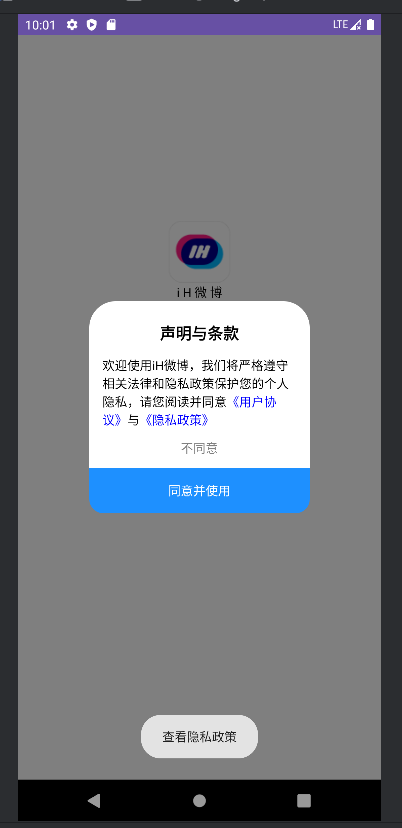 10:01
LTE
IH
iH微博
声明与条款
欢迎使用iH微博，我们将严格遵守
相关法律和隐私政策保护您的个人
隐私，请您阅读并同意《用户协
议》与《隐私政策》
不同意
同意并使用
查看隐私政策